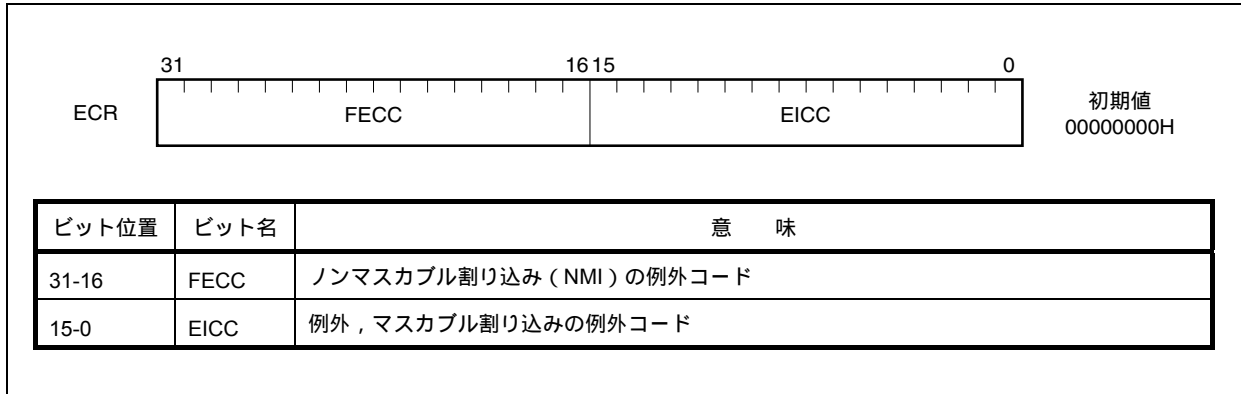 31 16 15 0
ECR FECC EICC 初期値
00000000H
ビット位置 ビット名 意 味
31-16 FECC ノンマスカブル割り込み(NMI)の例外コード
15-0 EICC 例外,マスカブル割り込みの例外コード